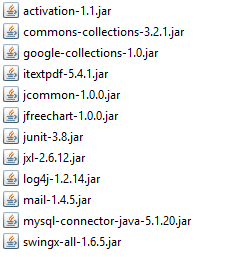 activation-1.1.jar
commons-collections-3.2.1.jar
google-collections-1.0.jar
itextpdf-5.4.1.jar
jcommon-1.0.0.jar
jfreechart-1.0.0.jar
junit-3.8.jar
jxl-2.6.12.jar
log4j-1.2.14.jar
mail-1.4.5.jar
mysql-connector-java-5.1.20.jar
swingx-all-1.6.5.jar